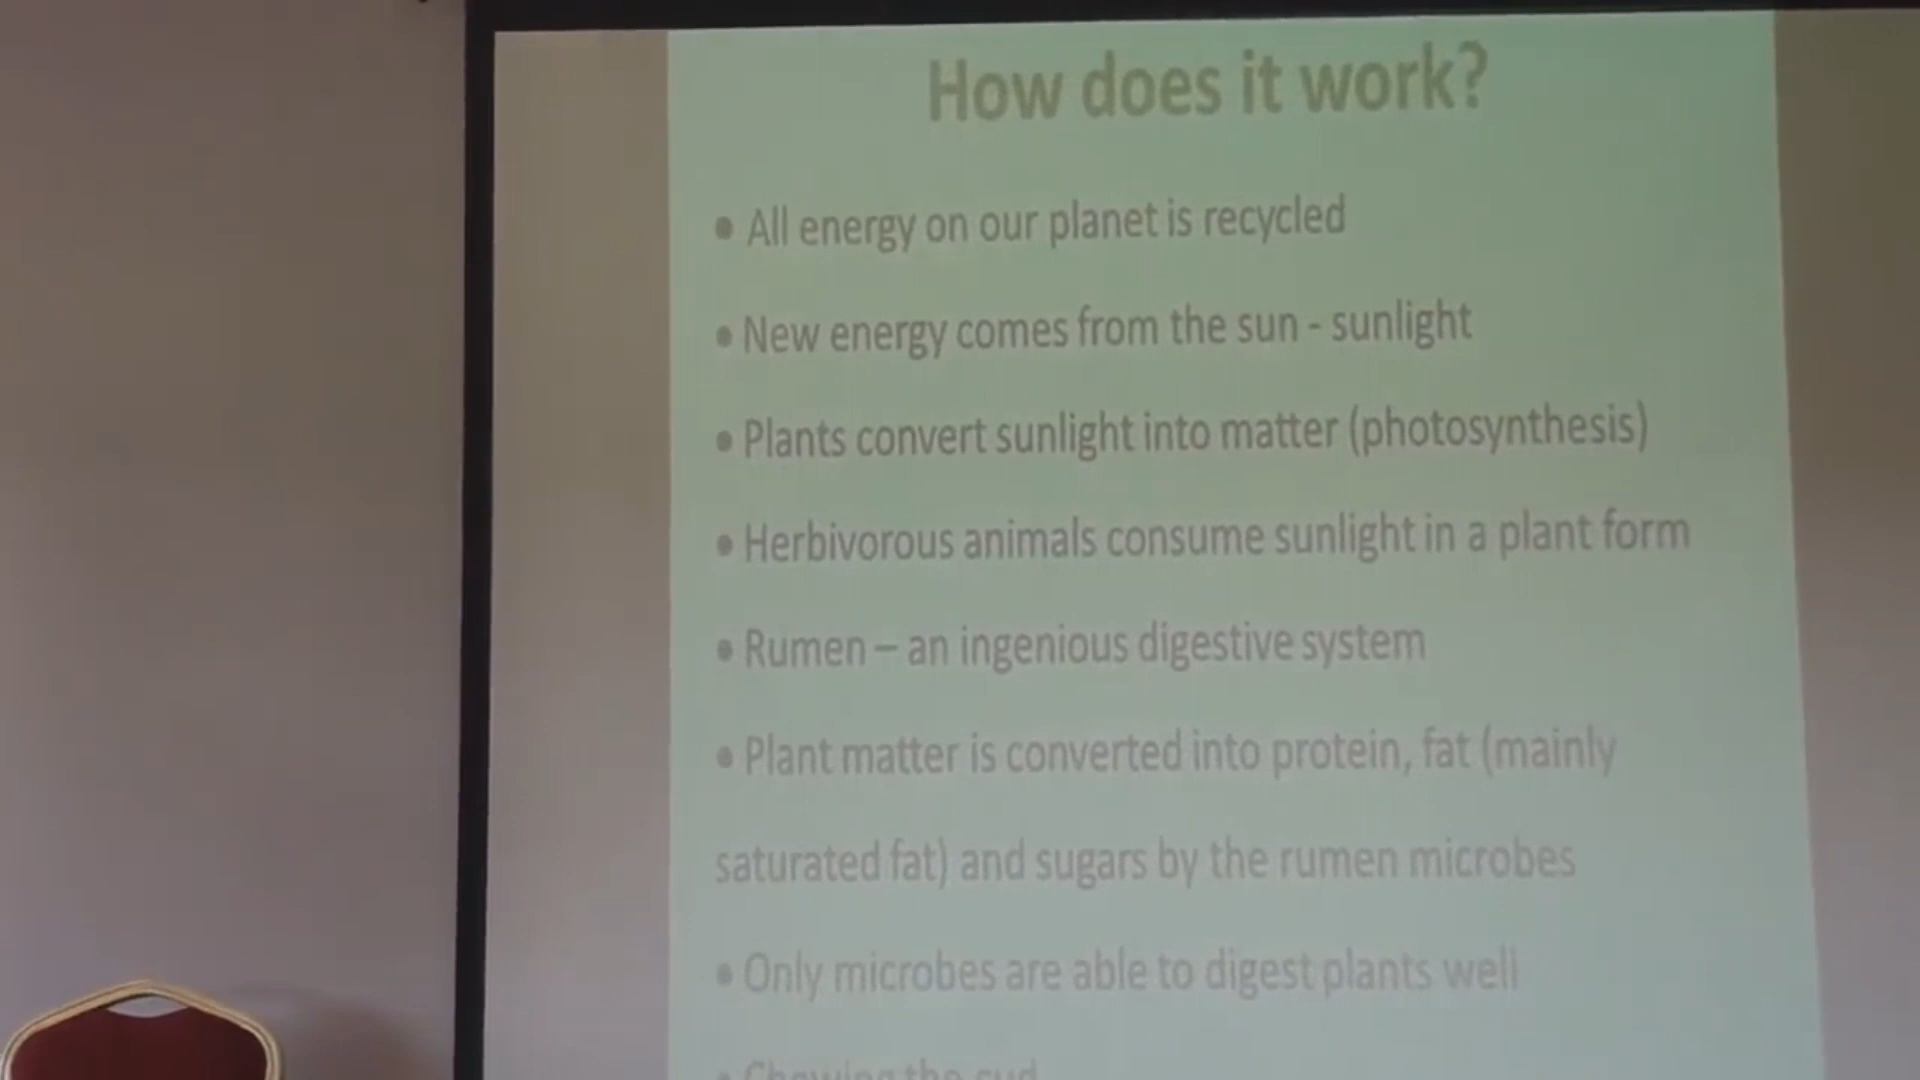 How does it work?
• All energy on our planet is recycled
• New energy comes from the sun - sunlight
• Plants convert sunlight into matter (photosynthesis)
• Herbivorous animals consume sunlight in a plant form
• Rumen – an ingenious digestive system
• Plant matter is converted into protein, fat (mainly
saturated fat) and sugars by the rumen microbes
• Only microbes are able to digest plants well
• Chewing the cud